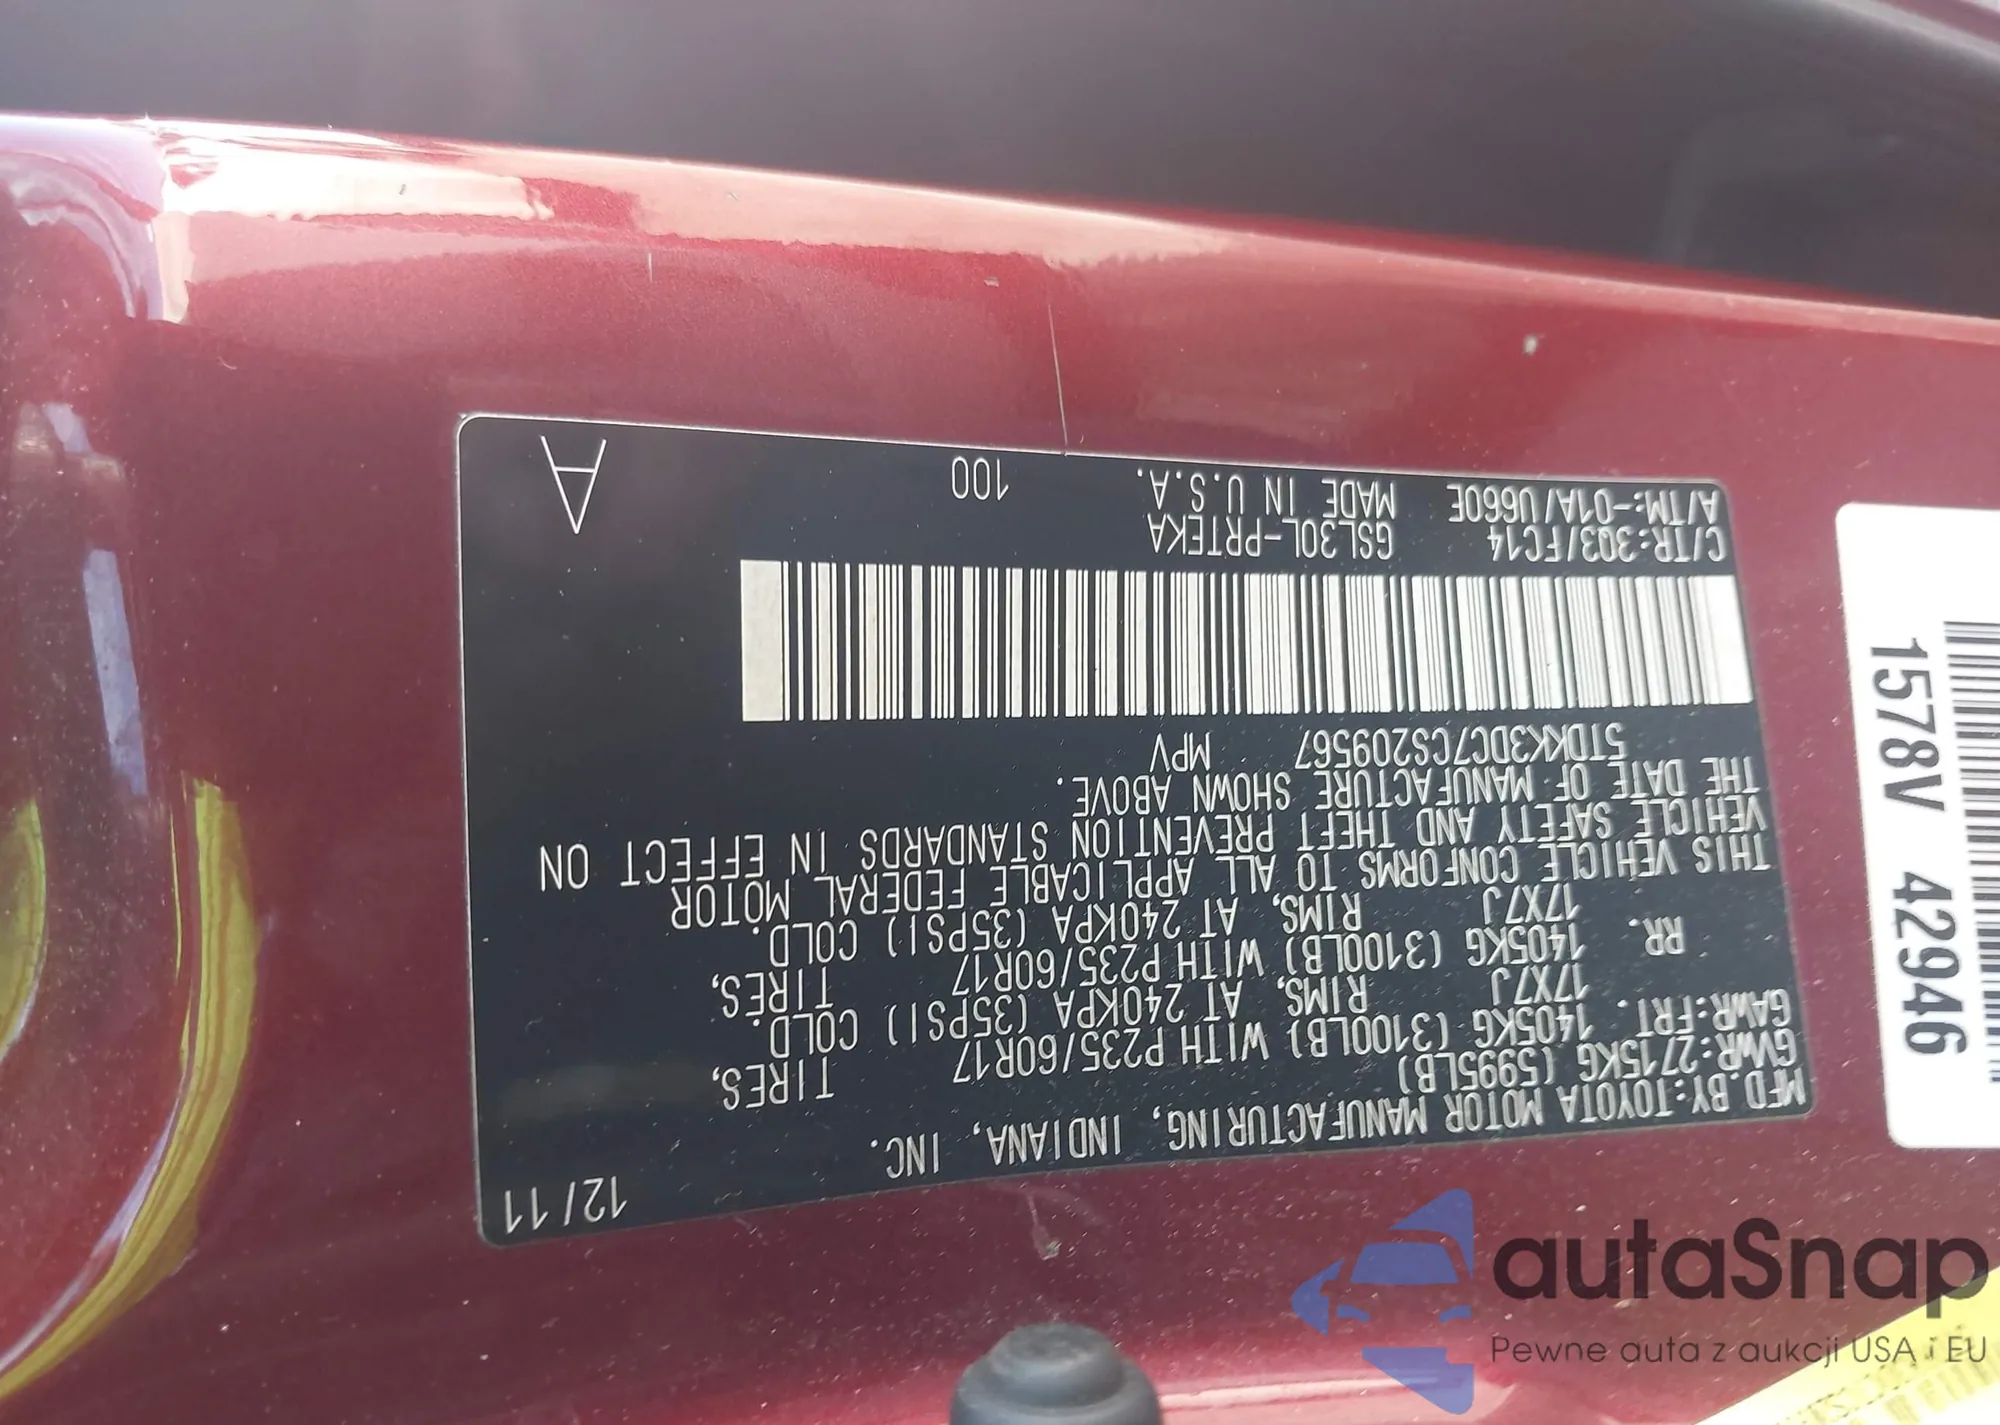 12/11
MFD.BY:TOYOTA MOTOR MANUFACTURING, INDIANA, INC.
GVWR:2715KG (5995LB)
GAWR:FRT. 1405KG (3100LB) WITH P235/60R17 TIRES,
17X7J RIMS, AT 240KPA (35PSI) COLD.
RR. 1405KG (3100LB) WITH P235/60R17 TIRES,
17X7J RIMS, AT 240KPA (35PSI) COLD.
THIS VEHICLE CONFORMS TO ALL APPLICABLE FEDERAL MOTOR
VEHICLE SAFETY AND THEFT PREVENTION STANDARDS IN EFFECT ON
THE DATE OF MANUFACTURE SHOWN ABOVE.
5TDKK3DC7CS209567 MPV
C/TR:3Q3/FC14 GSL30L-PRTEKA
A/TM:-01A/U660E MADE IN U.S.A. 100
A
1578V 42946
autaSnap
Pewne auta z aukcji USA i EU